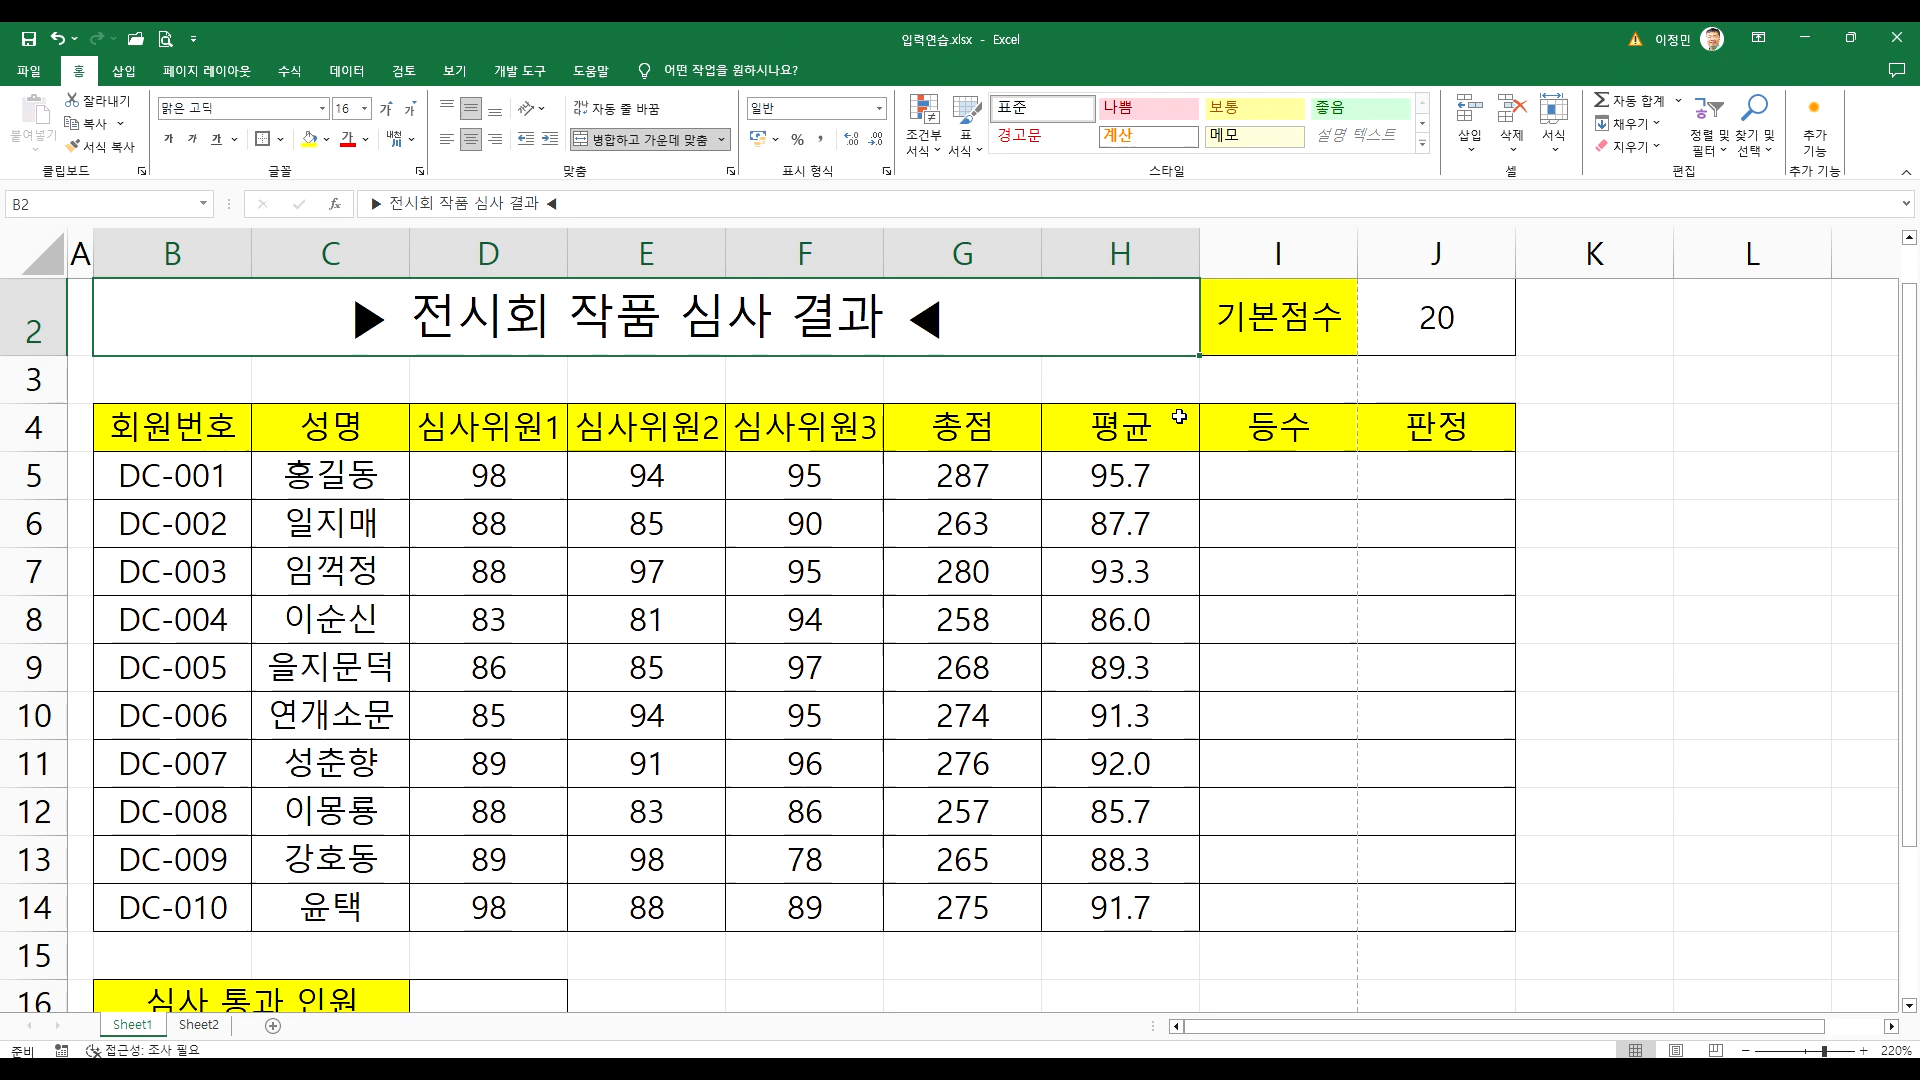 입력연습.xlsx - Excel
이정민
파일 홈 삽입 페이지 레이아웃 수식 데이터 검토 보기 개발 도구 도움말 어떤 작업을 원하시나요?
붙여넣기
잘라내기
복사
서식 복사
클립보드
맑은 고딕 16
가 가
가 가 가 가 내천
글꼴
자동 줄 바꿈
병합하고 가운데 맞춤
맞춤
일반
% , .00 .0
표시 형식
조건부 서식
표 서식
표준 나쁨 보통 좋음
경고문 계산 메모 설명 텍스트
스타일
삽입 삭제 서식
셀
자동 합계
채우기
지우기
정렬 및 필터
찾기 및 선택
편집
추가 기능
추가 기능
B2 fx ▶ 전시회 작품 심사 결과 ◀
A B C D E F G H I J K L
2 ▶ 전시회 작품 심사 결과 ◀ 기본점수 20
3
4 회원번호 성명 심사위원1 심사위원2 심사위원3 총점 평균 등수 판정
5 DC-001 홍길동 98 94 95 287 95.7
6 DC-002 일지매 88 85 90 263 87.7
7 DC-003 임꺽정 88 97 95 280 93.3
8 DC-004 이순신 83 81 94 258 86.0
9 DC-005 을지문덕 86 85 97 268 89.3
10 DC-006 연개소문 85 94 95 274 91.3
11 DC-007 성춘향 89 91 96 276 92.0
12 DC-008 이몽룡 88 83 86 257 85.7
13 DC-009 강호동 89 98 78 265 88.3
14 DC-010 윤택 98 88 89 275 91.7
15
16 심사 통과 인원
Sheet1 Sheet2
준비 접근성: 조사 필요 220%